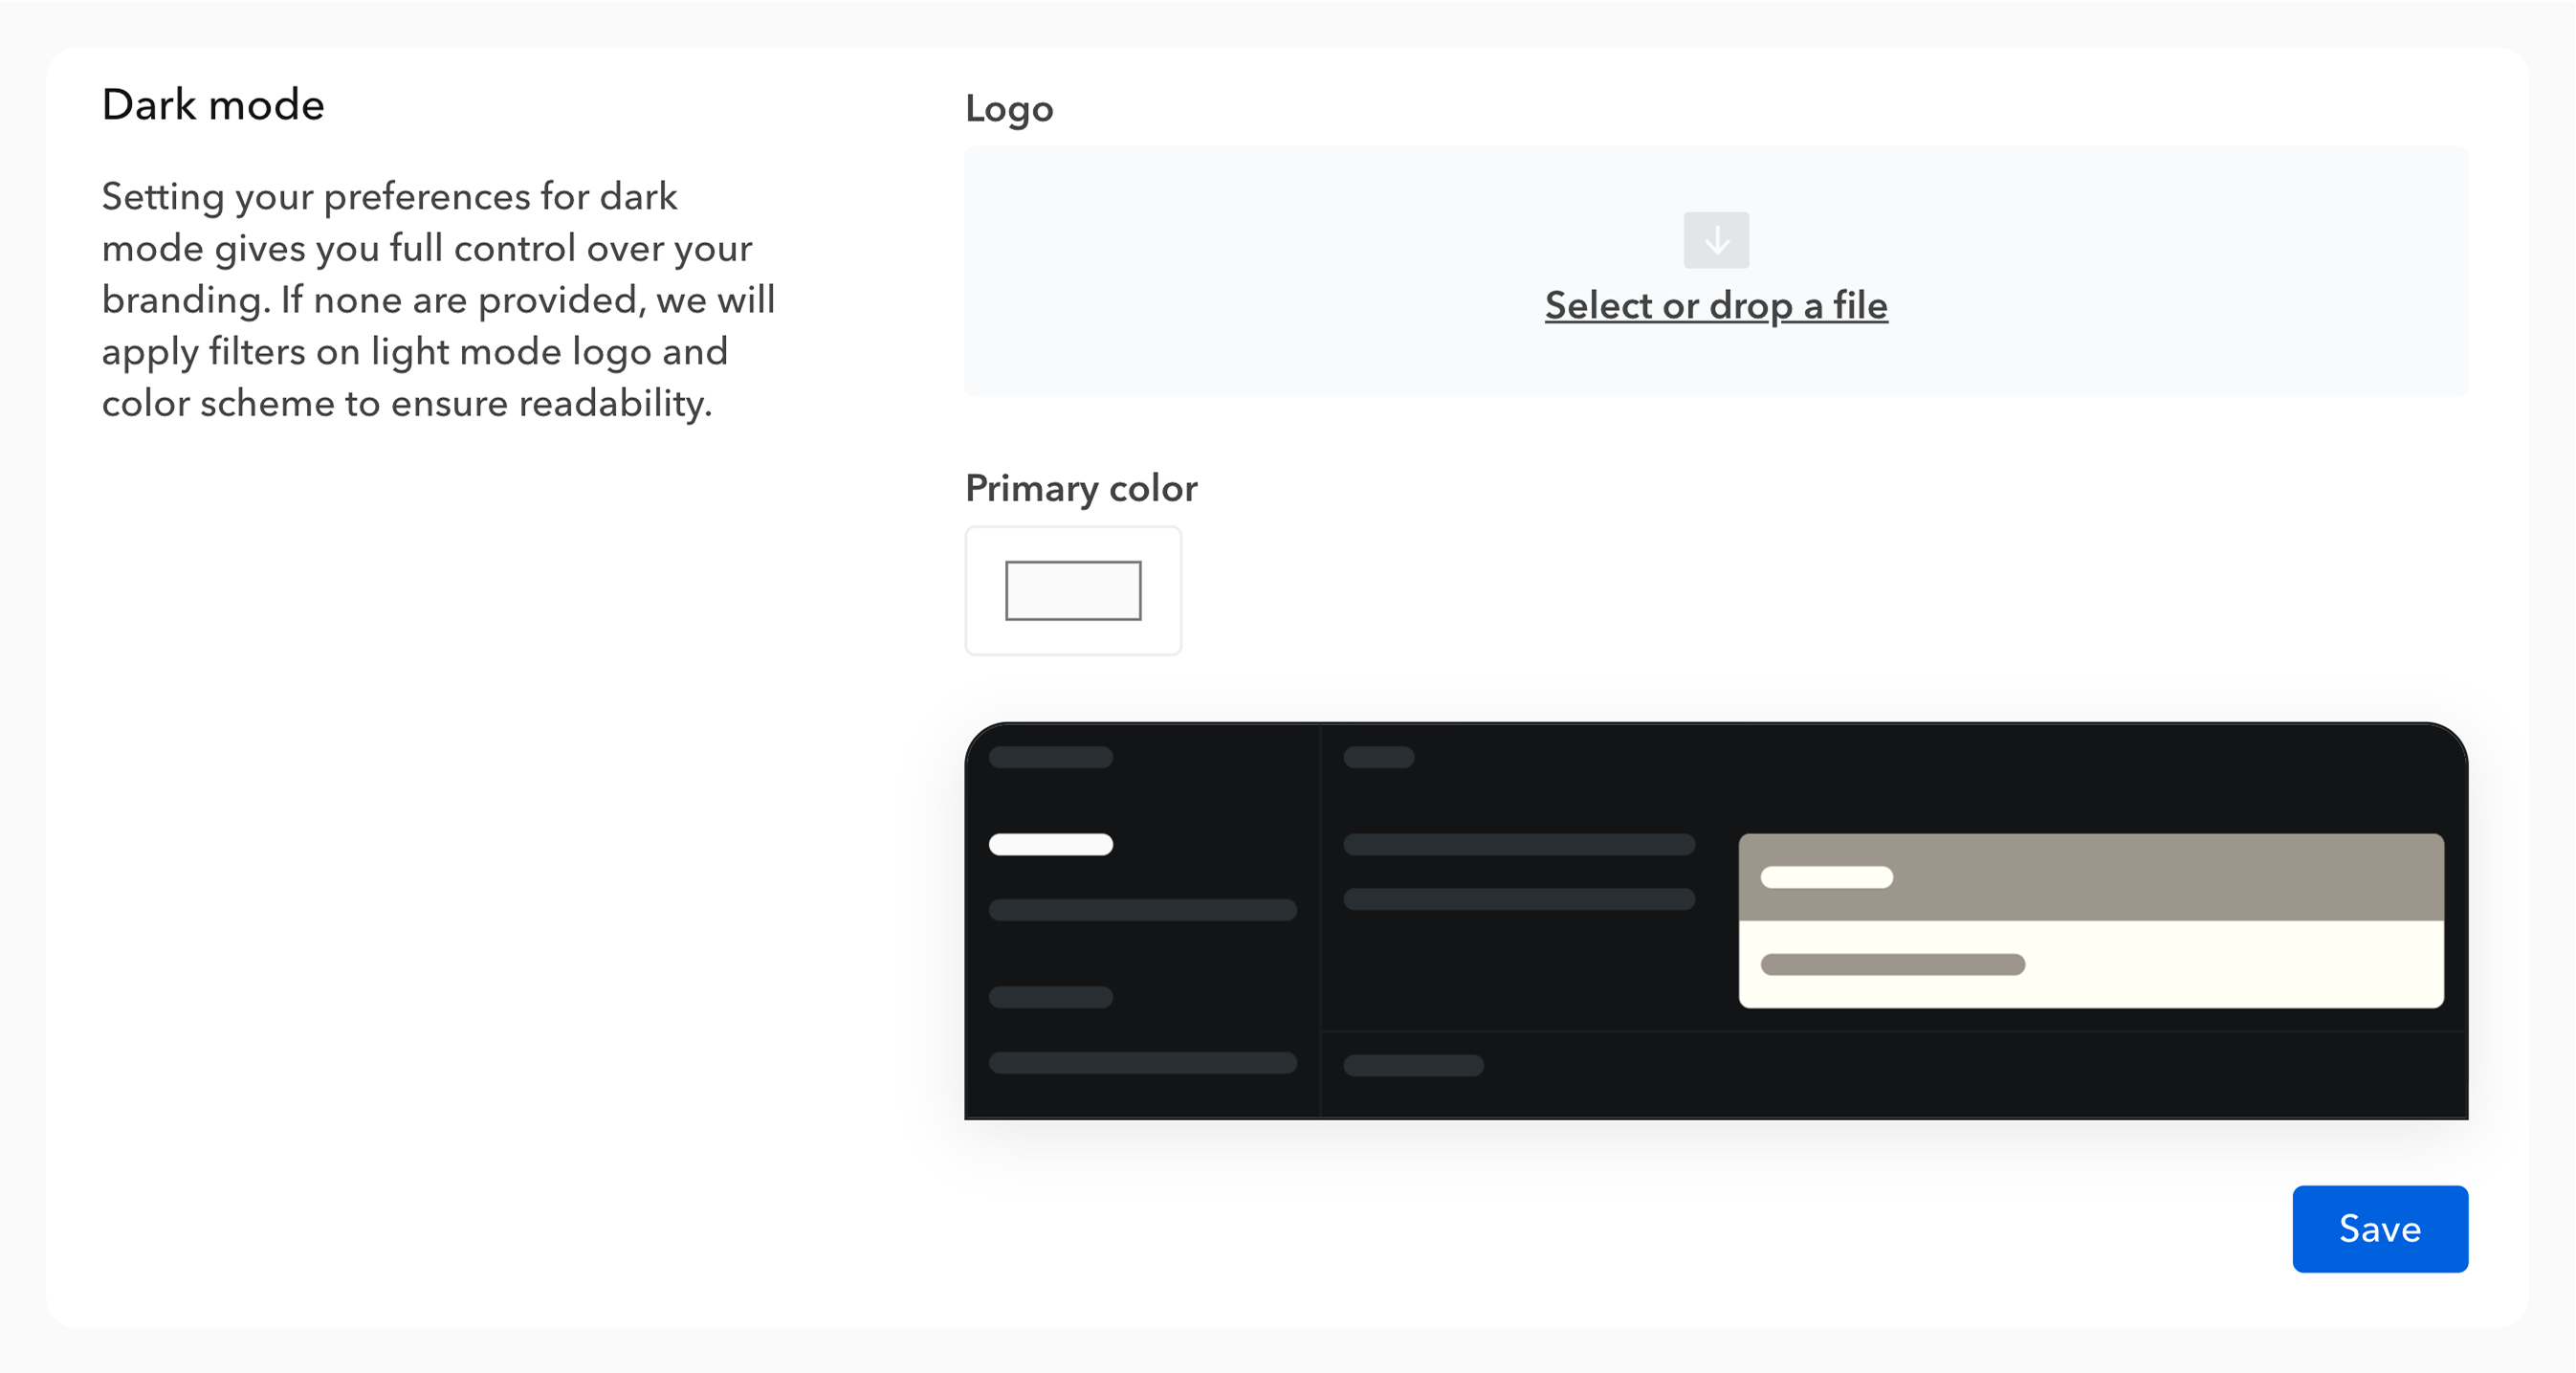 Dark mode
Setting your preferences for dark
mode gives you full control over your
branding. If none are provided, we will
apply filters on light mode logo and
color scheme to ensure readability.
Logo
Select or drop a file
Primary color
Save